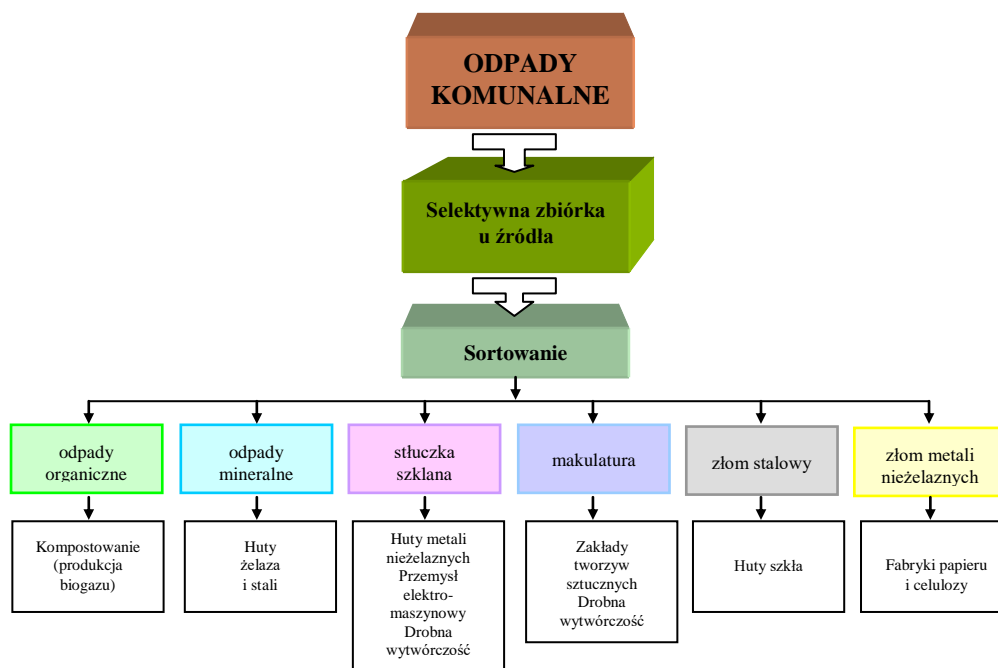 ODPADY
KOMUNALNE
Selektywna zbiórka
u źródła
Sortowanie
odpady
organiczne
odpady
mineralne
stłuczka
szklana
makulatura
złom stalowy
złom metali
nieżelaznych
Kompostowanie
(produkcja
biogazu)
Huty
żelaza
i stali
Huty metali
nieżelaznych
Przemysł
elektro-
maszynowy
Drobna
wytwórczość
Zakłady
tworzyw
sztucznych
Drobna
wytwórczość
Huty szkła
Fabryki papieru
i celulozy